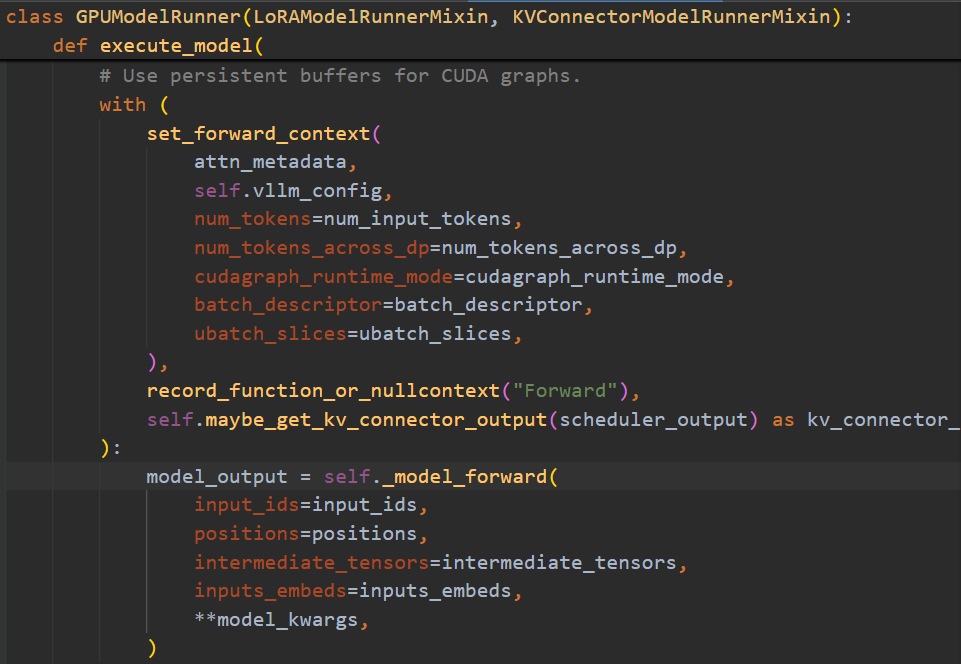 class GPUModelRunner(LoRAModelRunnerMixin, KVConnectorModelRunnerMixin):
    def execute_model(
        # Use persistent buffers for CUDA graphs.
        with (
            set_forward_context(
                attn_metadata,
                self.vllm_config,
                num_tokens=num_input_tokens,
                num_tokens_across_dp=num_tokens_across_dp,
                cudagraph_runtime_mode=cudagraph_runtime_mode,
                batch_descriptor=batch_descriptor,
                ubatch_slices=ubatch_slices,
            ),
            record_function_or_nullcontext("Forward"),
            self.maybe_get_kv_connector_output(scheduler_output) as kv_connector_
        ):
            model_output = self._model_forward(
                input_ids=input_ids,
                positions=positions,
                intermediate_tensors=intermediate_tensors,
                inputs_embeds=inputs_embeds,
                **model_kwargs,
            )